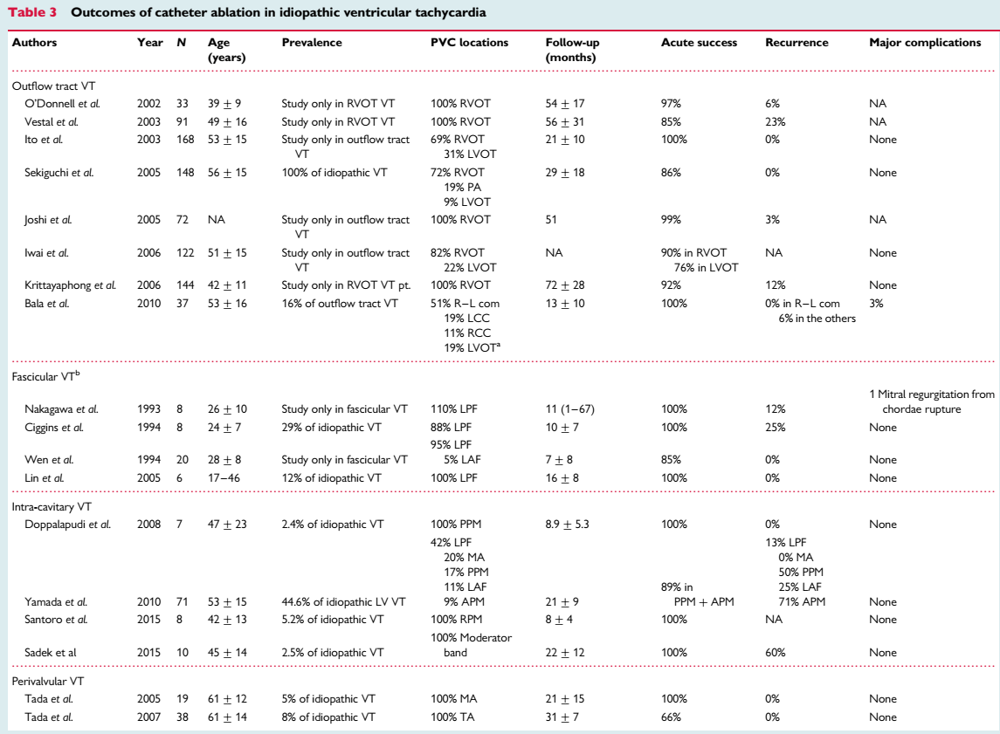 Table 3 Outcomes of catheter ablation in idiopathic ventricular tachycardia
Authors Year N Age (years) Prevalence PVC locations Follow-up (months) Acute success Recurrence Major complications
Outflow tract VT
O'Donnell et al. 2002 33 39 ± 9 Study only in RVOT VT 100% RVOT 54 ± 17 97% 6% NA
Vestal et al. 2003 91 49 ± 16 Study only in RVOT VT 100% RVOT 56 ± 31 85% 23% NA
Ito et al. 2003 168 53 ± 15 Study only in outflow tract VT 69% RVOT 31% LVOT 21 ± 10 100% 0% None
Sekiguchi et al. 2005 148 56 ± 15 100% of idiopathic VT 72% RVOT 19% PA 9% LVOT 29 ± 18 86% 0% None
Joshi et al. 2005 72 NA Study only in outflow tract VT 100% RVOT 51 99% 3% NA
Iwai et al. 2006 122 51 ± 15 Study only in outflow tract VT 82% RVOT 22% LVOT NA 90% in RVOT 76% in LVOT NA None
Krittayaphong et al. 2006 144 42 ± 11 Study only in RVOT VT pt. 100% RVOT 72 ± 28 92% 12% None
Bala et al. 2010 37 53 ± 16 16% of outflow tract VT 51% R–L com 19% LCC 11% RCC 19% LVOTa 13 ± 10 100% 0% in R–L com 6% in the others 3%
Fascicular VTb
Nakagawa et al. 1993 8 26 ± 10 Study only in fascicular VT 110% LPF 11 (1–67) 100% 12% 1 Mitral regurgitation from chordae rupture
Ciggins et al. 1994 8 24 ± 7 29% of idiopathic VT 88% LPF 10 ± 7 100% 25% None
Wen et al. 1994 20 28 ± 8 Study only in fascicular VT 95% LPF 5% LAF 7 ± 8 85% 0% None
Lin et al. 2005 6 17–46 12% of idiopathic VT 100% LPF 16 ± 8 100% 0% None
Intra-cavitary VT
Doppalapudi et al. 2008 7 47 ± 23 2.4% of idiopathic VT 100% PPM 8.9 ± 5.3 100% 0% None
Yamada et al. 2010 71 53 ± 15 44.6% of idiopathic LV VT 42% LPF 20% MA 17% PPM 11% LAF 9% APM 21 ± 9 89% in PPM + APM 13% LPF 0% MA 50% PPM 25% LAF 71% APM None
Santoro et al. 2015 8 42 ± 13 5.2% of idiopathic VT 100% RPM 8 ± 4 100% NA None
Sadek et al 2015 10 45 ± 14 2.5% of idiopathic VT 100% Moderator band 22 ± 12 100% 60% None
Perivalvular VT
Tada et al. 2005 19 61 ± 12 5% of idiopathic VT 100% MA 21 ± 15 100% 0% None
Tada et al. 2007 38 61 ± 14 8% of idiopathic VT 100% TA 31 ± 7 66% 0% None